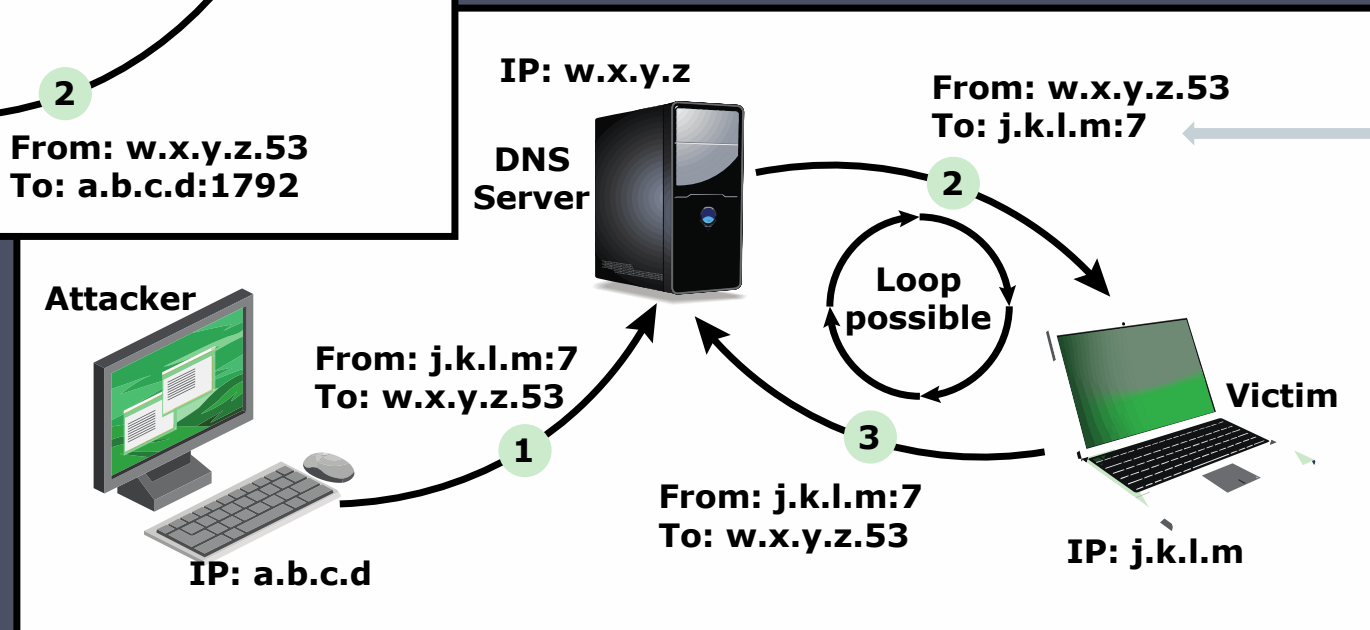 2
From: w.x.y.z.53
To: a.b.c.d:1792
IP: w.x.y.z
DNS
Server
From: w.x.y.z.53
To: j.k.l.m:7
2
Loop
possible
Attacker
From: j.k.l.m:7
To: w.x.y.z.53
1
IP: a.b.c.d
3
From: j.k.l.m:7
To: w.x.y.z.53
Victim
IP: j.k.l.m